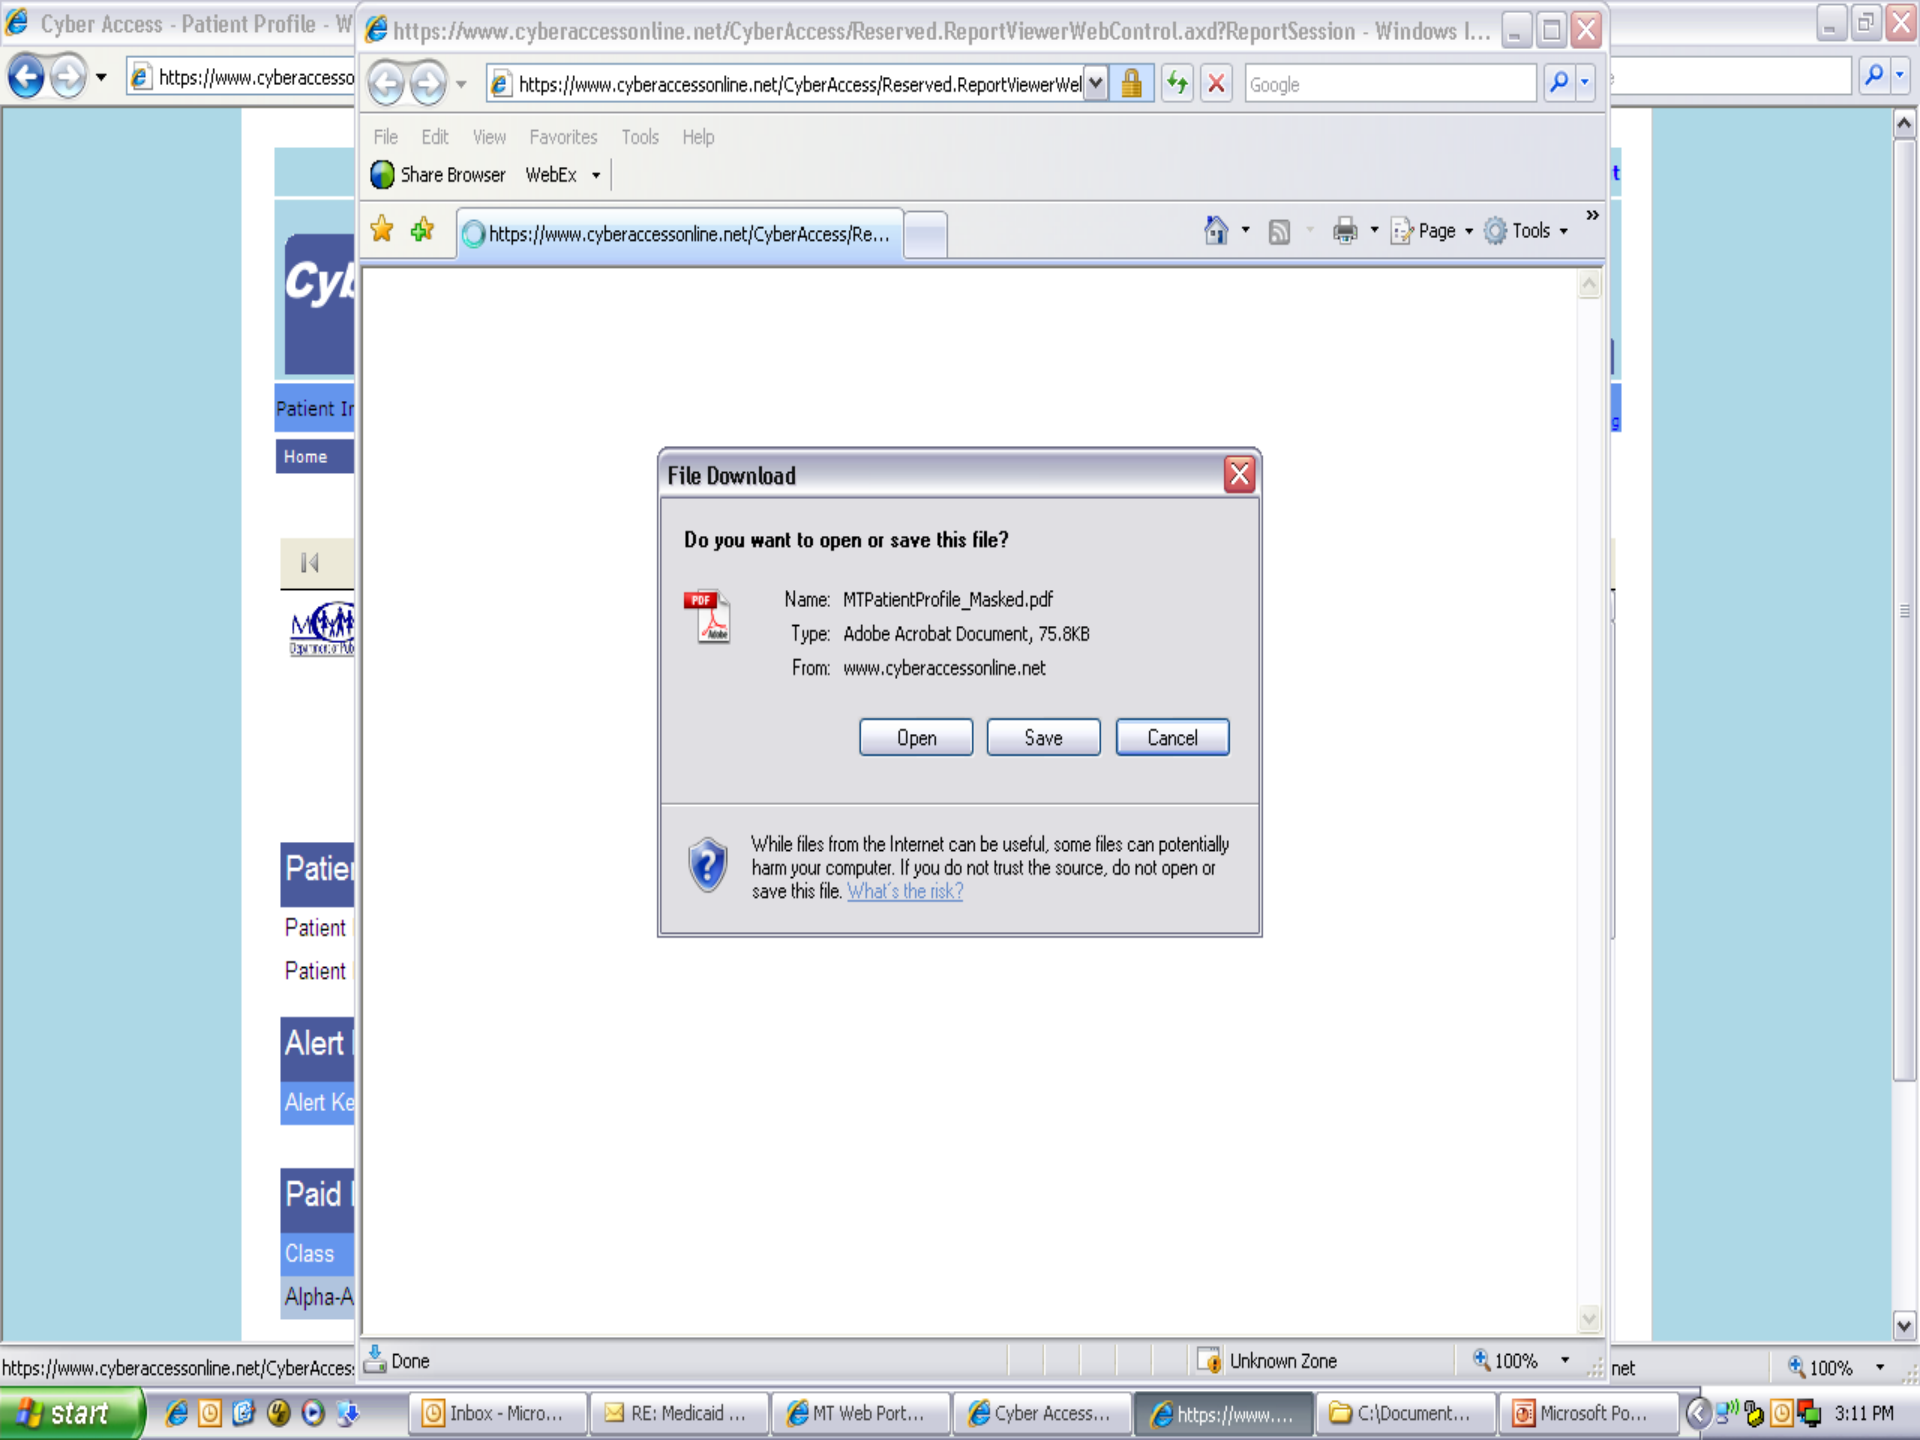 Cyber Access - Patient Profile - W
https://www.cyberaccessonline.net/CyberAccess/Reserved.ReportViewerWebControl.axd?ReportSession - Windows I...
https://www.cyberaccesso
https://www.cyberaccessonline.net/CyberAccess/Reserved.ReportViewerWel
Google
File Edit View Favorites Tools Help
Share Browser WebEx
t
https://www.cyberaccessonline.net/CyberAccess/Re...
Page Tools »
Cyb
Patient In
g
Home
File Download
Do you want to open or save this file?
PDF
Adobe
Name: MTPatientProfile_Masked.pdf
Type: Adobe Acrobat Document, 75.8KB
From: www.cyberaccessonline.net
Open Save Cancel
While files from the Internet can be useful, some files can potentially
harm your computer. If you do not trust the source, do not open or
save this file. What's the risk?
Patien
Patient
Patient
Alert
Alert Ke
Paid
Class
Alpha-A
https://www.cyberaccessonline.net/CyberAccess
Done
Unknown Zone
100%
net
100%
start
Inbox - Micro...
RE: Medicaid ...
MT Web Port...
Cyber Access...
https://www....
C:\Document...
Microsoft Po...
3:11 PM